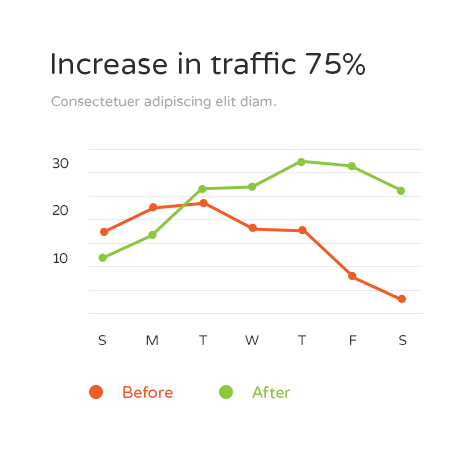 Increase in traffic 75%
Consectetuer adipiscing elit diam.
30
20
10
S M T W T F S
Before After